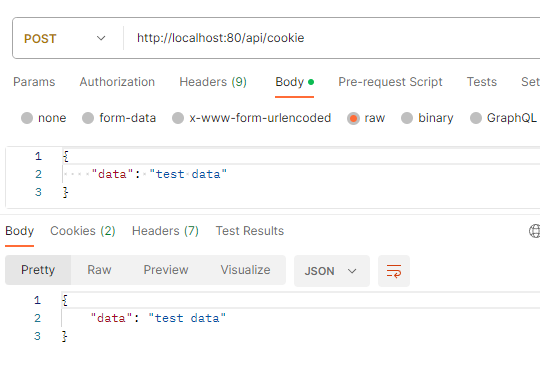 POST http://localhost:80/api/cookie
Params Authorization Headers (9) Body Pre-request Script Tests Set
none form-data x-www-form-urlencoded raw binary GraphQL
1 {
2 "data": "test data"
3 }
Body Cookies (2) Headers (7) Test Results
Pretty Raw Preview Visualize JSON
1 {
2 "data": "test data"
3 }